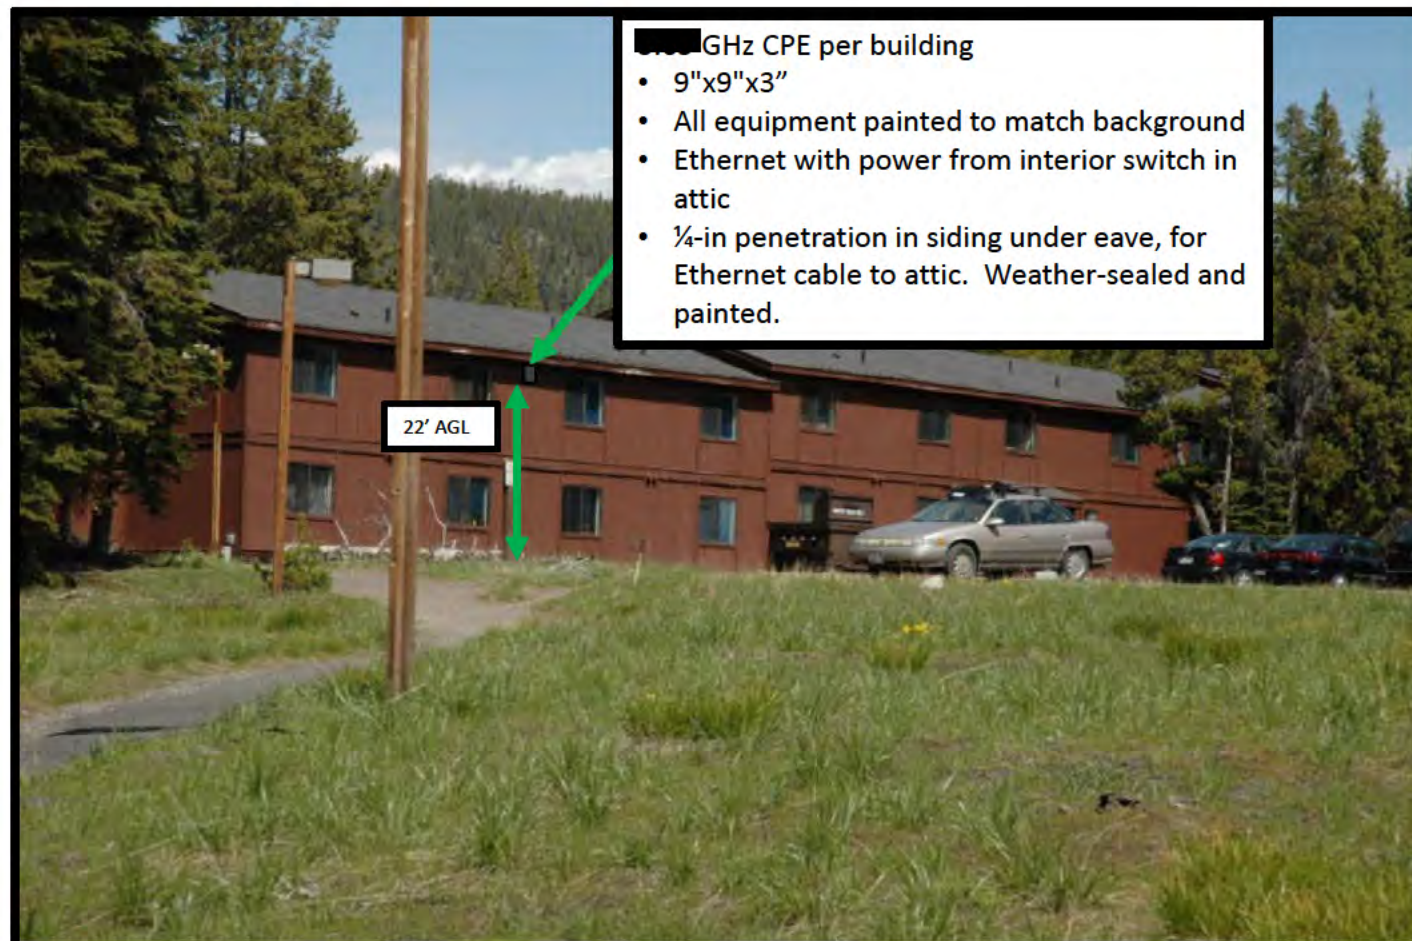 GHz CPE per building
• 9"x9"x3”
• All equipment painted to match background
• Ethernet with power from interior switch in
attic
• ¼-in penetration in siding under eave, for
Ethernet cable to attic.  Weather-sealed and
painted.
22’ AGL